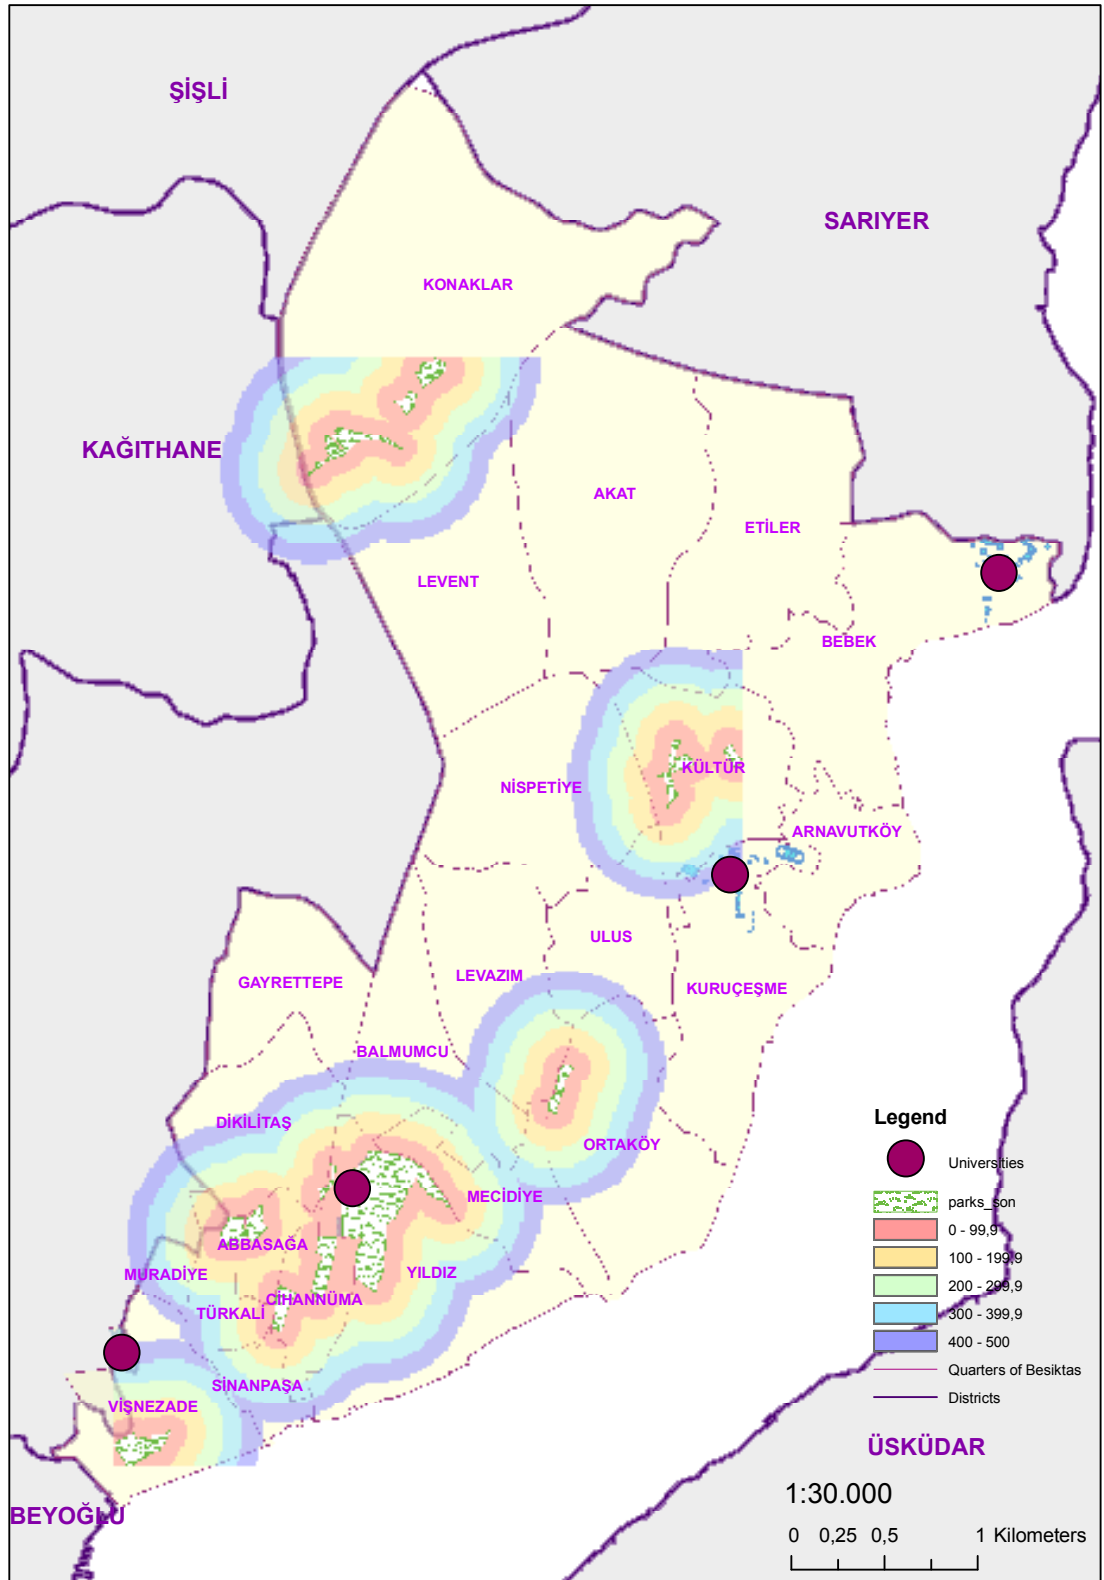 ŞİŞLİ
SARIYER
KONAKLAR
KAĞITHANE
AKAT
ETİLER
LEVENT
BEBEK
KÜLTÜR
NİSPETİYE
ARNAVUTKÖY
ULUS
LEVAZIM
GAYRETTEPE
KURUÇEŞME
BALMUMCU
DİKİLİTAŞ
ORTAKÖY
MECİDİYE
ABBASAĞA
MURADİYE
YILDIZ
CİHANNÜMA
TÜRKALİ
SİNANPAŞA
VİŞNEZADE
Legend
Universities
parks_son
0 - 99,9
100 - 199,9
200 - 299,9
300 - 399,9
400 - 500
Quarters of Besiktas
Districts
ÜSKÜDAR
BEYOĞLU
1:30.000
0 0,25 0,5 1 Kilometers